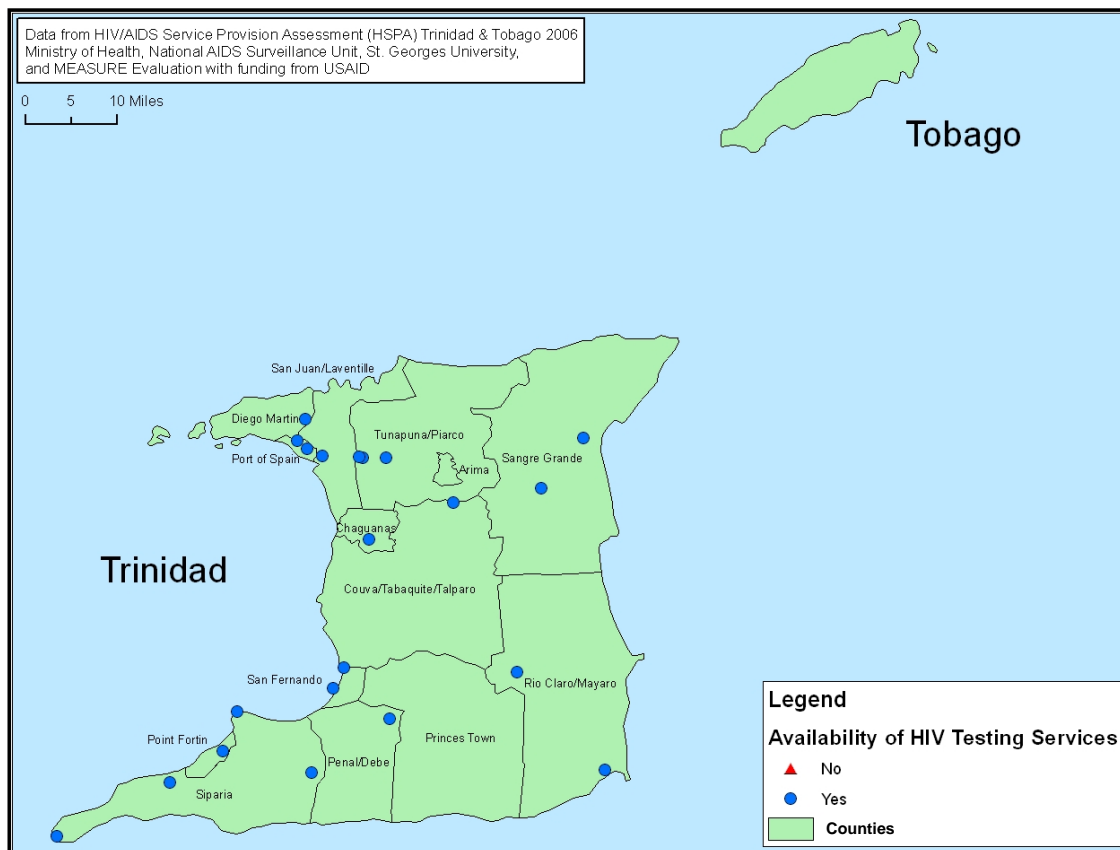 Data from HIV/AIDS Service Provision Assessment (HSPA) Trinidad & Tobago 2006
Ministry of Health, National AIDS Surveillance Unit, St. Georges University,
and MEASURE Evaluation with funding from USAID
0 5 10 Miles
Tobago
San Juan/Laventille
Diego Martin
Tunapuna/Piarco
Port of Spain
Arima
Sangre Grande
Chaguanas
Trinidad
Couva/Tabaquite/Talparo
San Fernando
Rio Claro/Mayaro
Point Fortin
Princes Town
Penal/Debe
Siparia
Legend
Availability of HIV Testing Services
No
Yes
Counties